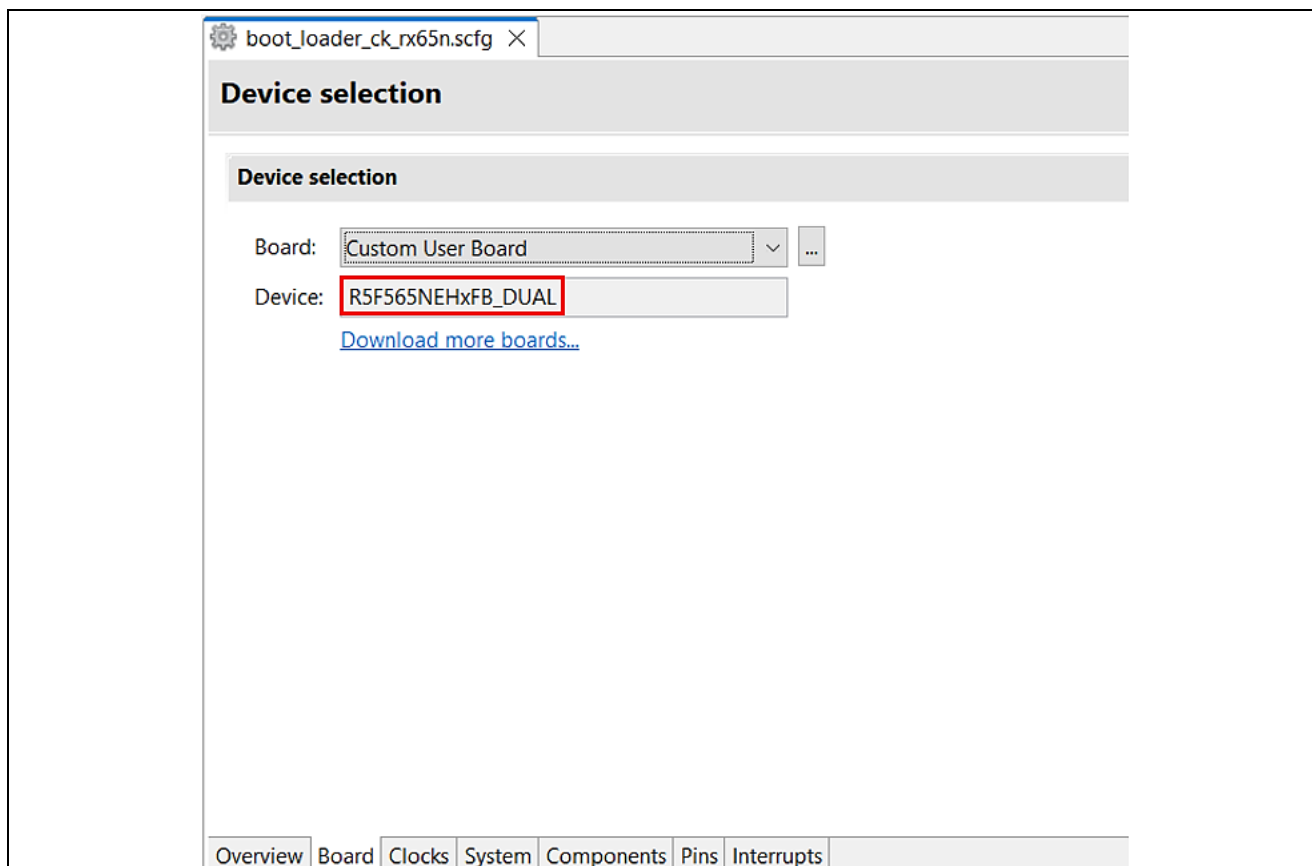 boot_loader_ck_rx65n.scfg
Device selection
Device selection
Board: Custom User Board ...
Device: R5F565NEHxFB_DUAL
Download more boards...
Overview Board Clocks System Components Pins Interrupts